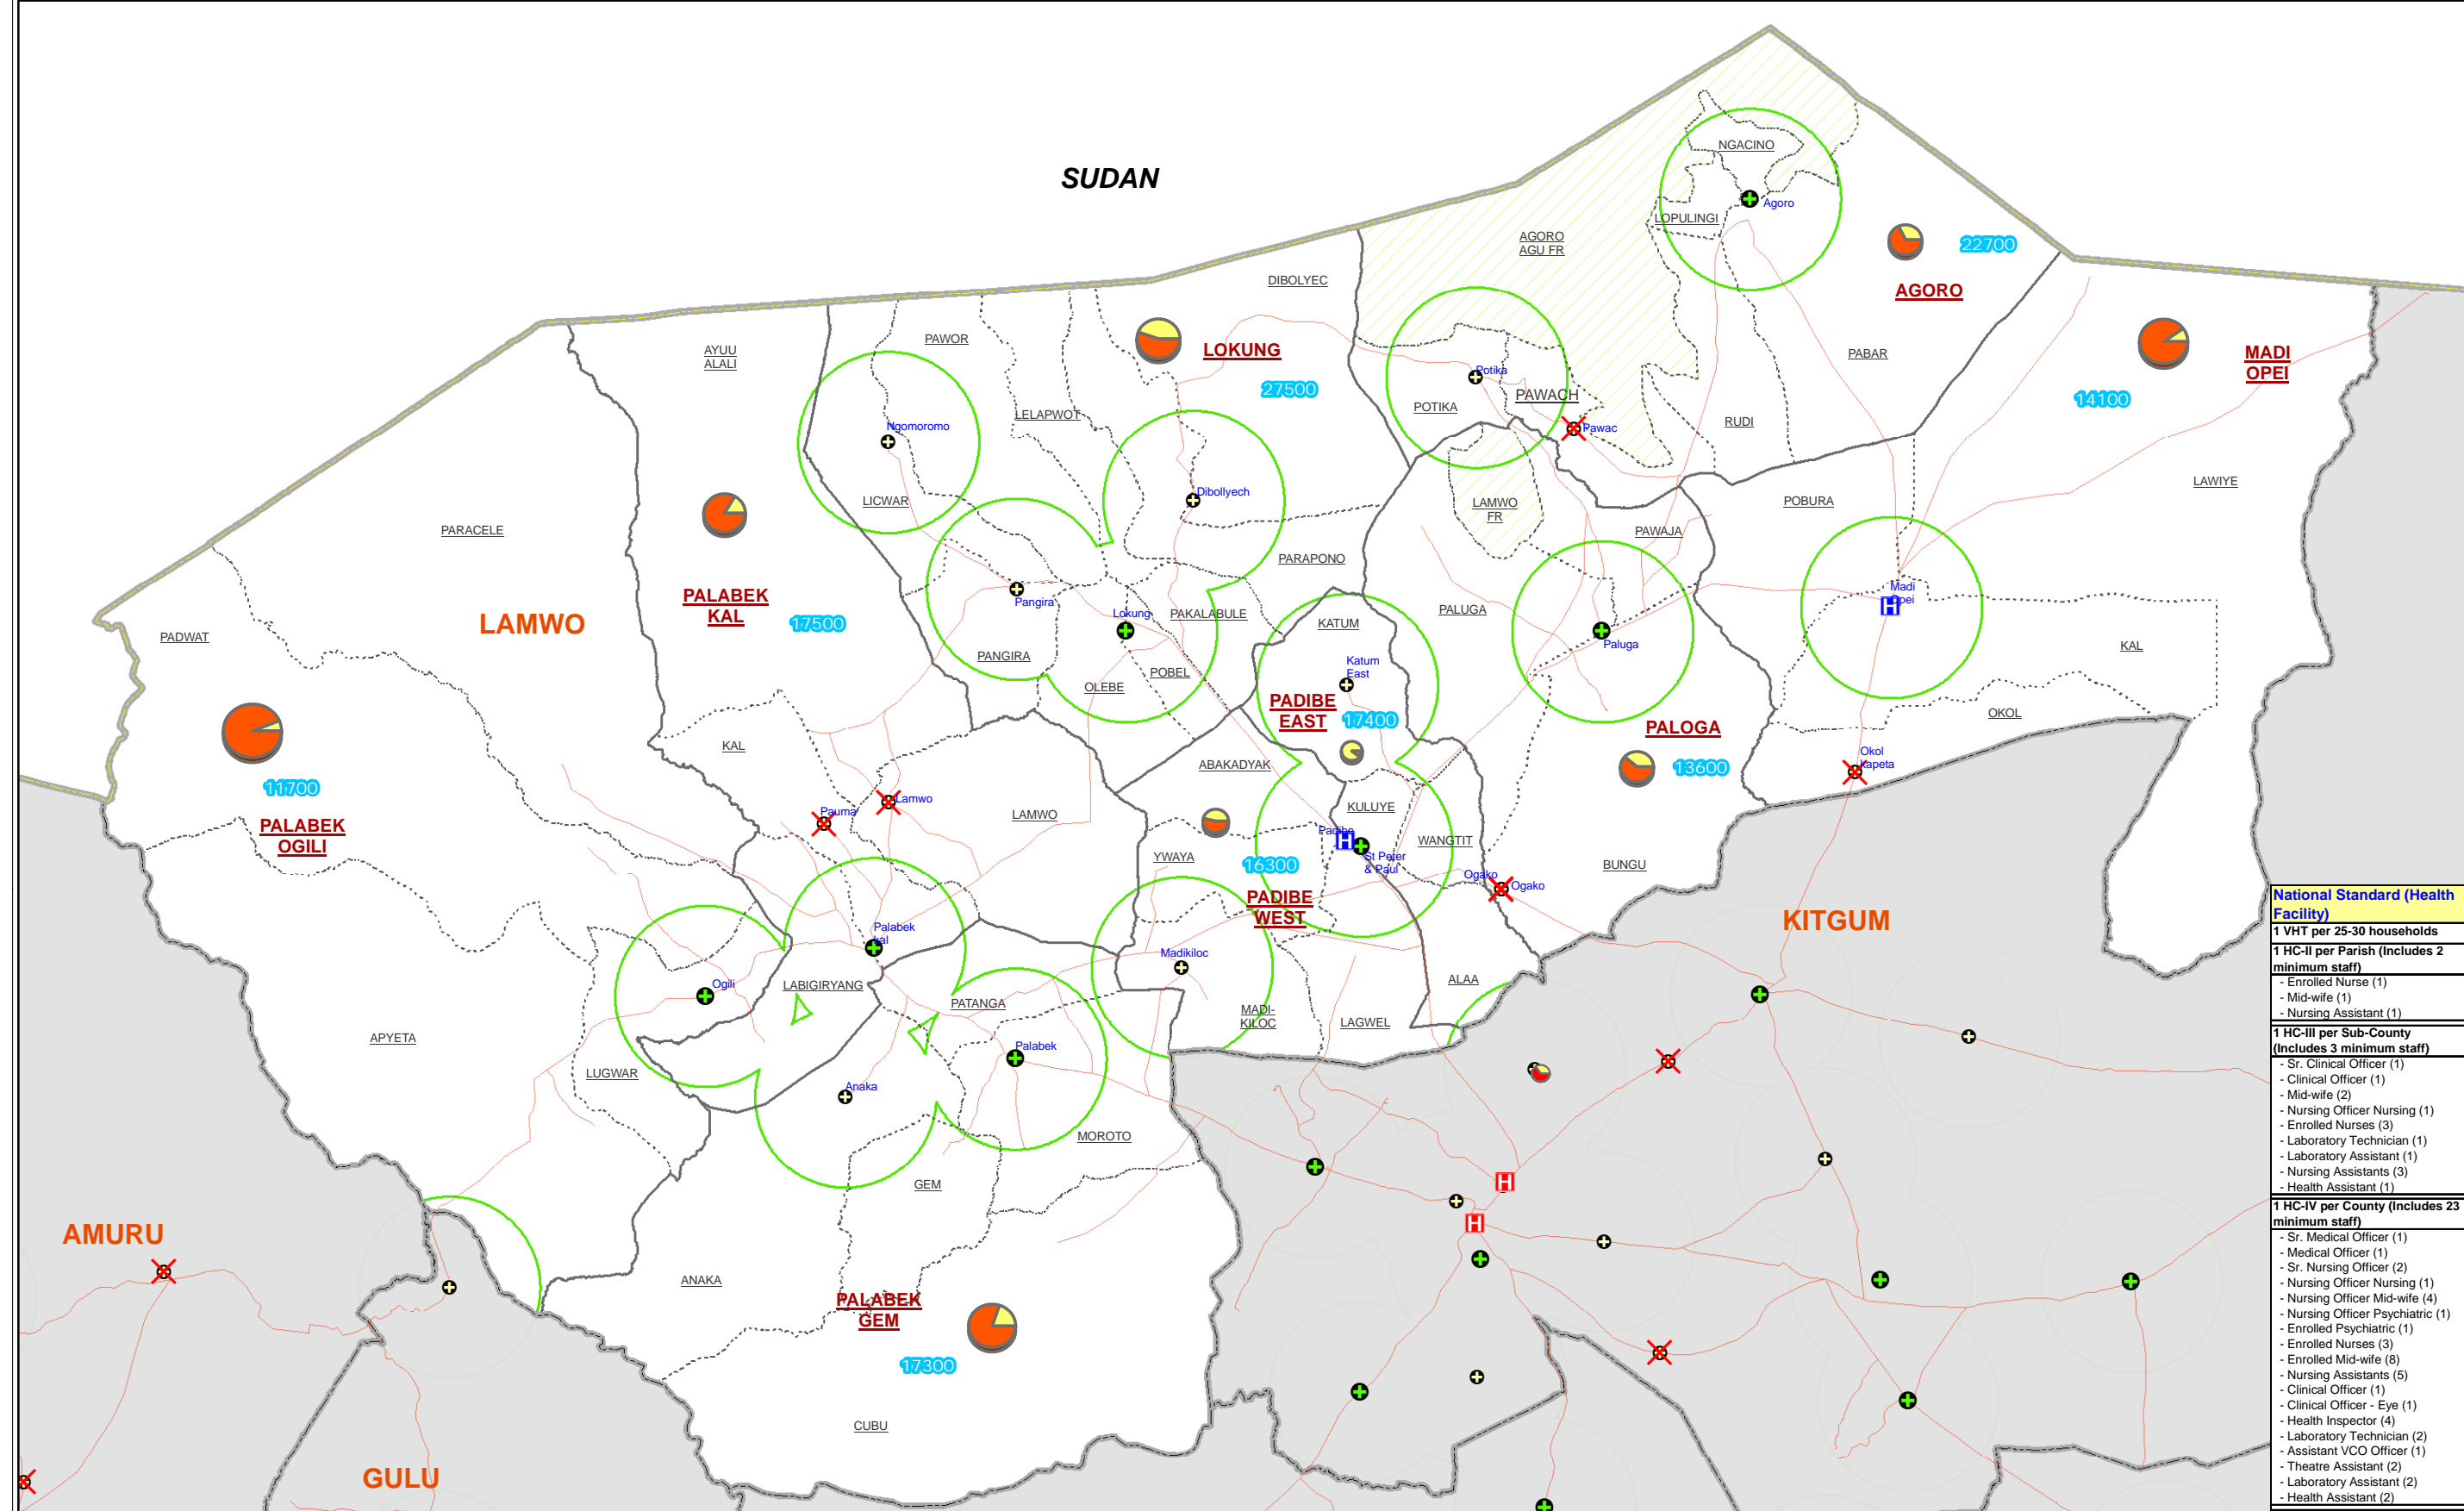 SUDAN
NGACINO
Agoro
LOPULINGI
AGORO
AGU FR
22700
AGORO
DIBOLYEC
PAWOR
AYUU
ALALI
LOKUNG
27500
PABAR
MADI
OPEI
14100
Potika
POTIKA
PAWACH
Pawac
RUDI
LELAPWOT
Ngomoromo
LICWAR
Dibollyech
LAWIYE
POBURA
LAMWO
FR
PAWAJA
PARACELE
PARAPONO
Madi
Opei
PALABEK
KAL
17500
LAMWO
Pangira
Lokung
PAKALABULE
KATUM
PALUGA
Paluga
PADWAT
KAL
PANGIRA
POBEL
OLEBE
Katum
East
PADIBE
EAST
17400
OKOL
PALOGA
KAL
ABAKADYAK
13600
Okol
Kapeta
11700
PALABEK
OGILI
Lamwo
Pauma
LAMWO
KULUYE
Padibe
WANGTIT
St Peter
& Paul
YWAYA
16300
BUNGU
Ogako
Ogako
PADIBE
WEST
KITGUM
Palabek
kal
Madikiloc
Ogili
LABIGIRYANG
PATANGA
ALAA
MADI-
KILOC
LAGWEL
APYETA
Palabek
LUGWAR
Anaka
MOROTO
GEM
AMURU
ANAKA
PALABEK
GEM
17300
CUBU
GULU
National Standard (Health
Facility)
1 VHT per 25-30 households
1 HC-II per Parish (Includes 2
minimum staff)
- Enrolled Nurse (1)
- Mid-wife (1)
- Nursing Assistant (1)
1 HC-III per Sub-County
(Includes 3 minimum staff)
- Sr. Clinical Officer (1)
- Clinical Officer (1)
- Mid-wife (2)
- Nursing Officer Nursing (1)
- Enrolled Nurses (3)
- Laboratory Technician (1)
- Laboratory Assistant (1)
- Nursing Assistants (3)
- Health Assistant (1)
1 HC-IV per County (Includes 23
minimum staff)
- Sr. Medical Officer (1)
- Medical Officer (1)
- Sr. Nursing Officer (2)
- Nursing Officer Nursing (1)
- Nursing Officer Mid-wife (4)
- Nursing Officer Psychiatric (1)
- Enrolled Psychiatric (1)
- Enrolled Nurses (3)
- Enrolled Mid-wife (8)
- Nursing Assistants (5)
- Clinical Officer (1)
- Clinical Officer - Eye (1)
- Health Inspector (4)
- Laboratory Technician (2)
- Assistant VCO Officer (1)
- Theatre Assistant (2)
- Laboratory Assistant (2)
- Health Assistant (2)